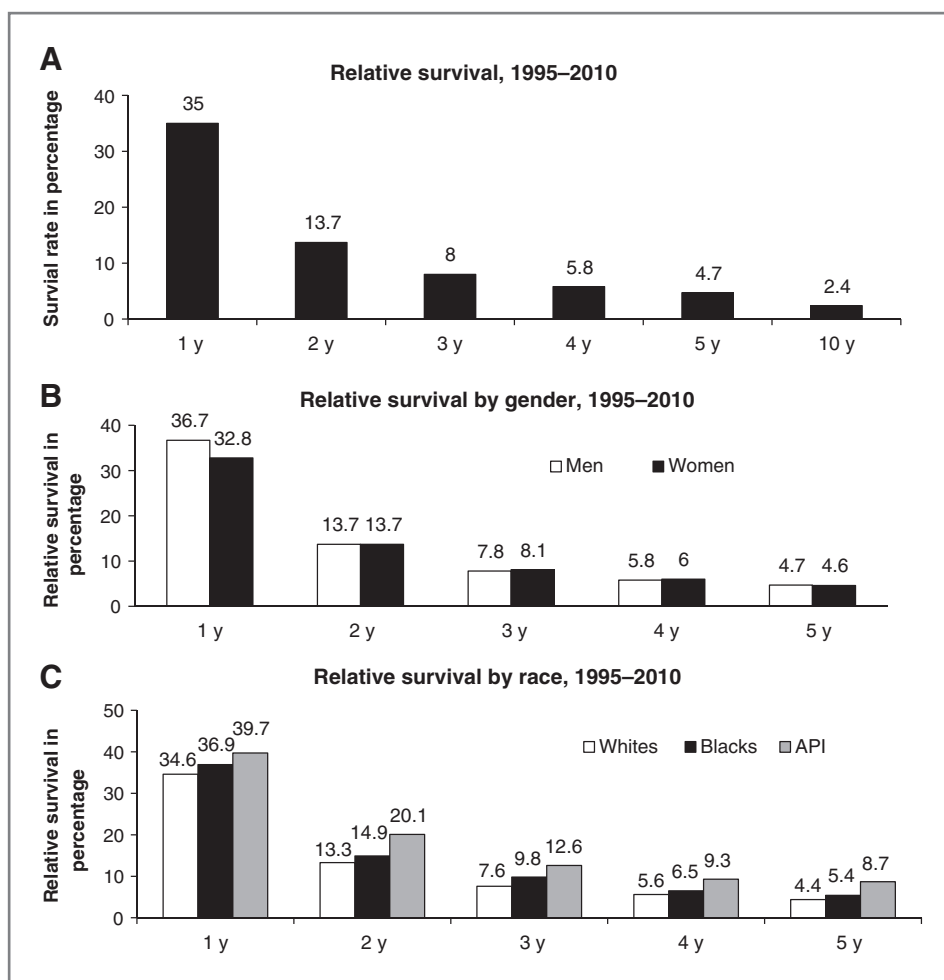 A
Relative survival, 1995–2010
Survial rate in percentage
40
30
20
10
0
35
13.7
8
5.8
4.7
2.4
1 y
2 y
3 y
4 y
5 y
10 y
B
Relative survival by gender, 1995–2010
Relative survival in
percentage
40
30
20
10
0
36.7
32.8
13.7
13.7
7.8
8.1
5.8
6
4.7
4.6
Men
Women
1 y
2 y
3 y
4 y
5 y
C
Relative survival by race, 1995–2010
Relative survival in
percentage
50
40
30
20
10
0
34.6
36.9
39.7
13.3
14.9
20.1
7.6
9.8
12.6
5.6
6.5
9.3
4.4
5.4
8.7
Whites
Blacks
API
1 y
2 y
3 y
4 y
5 y